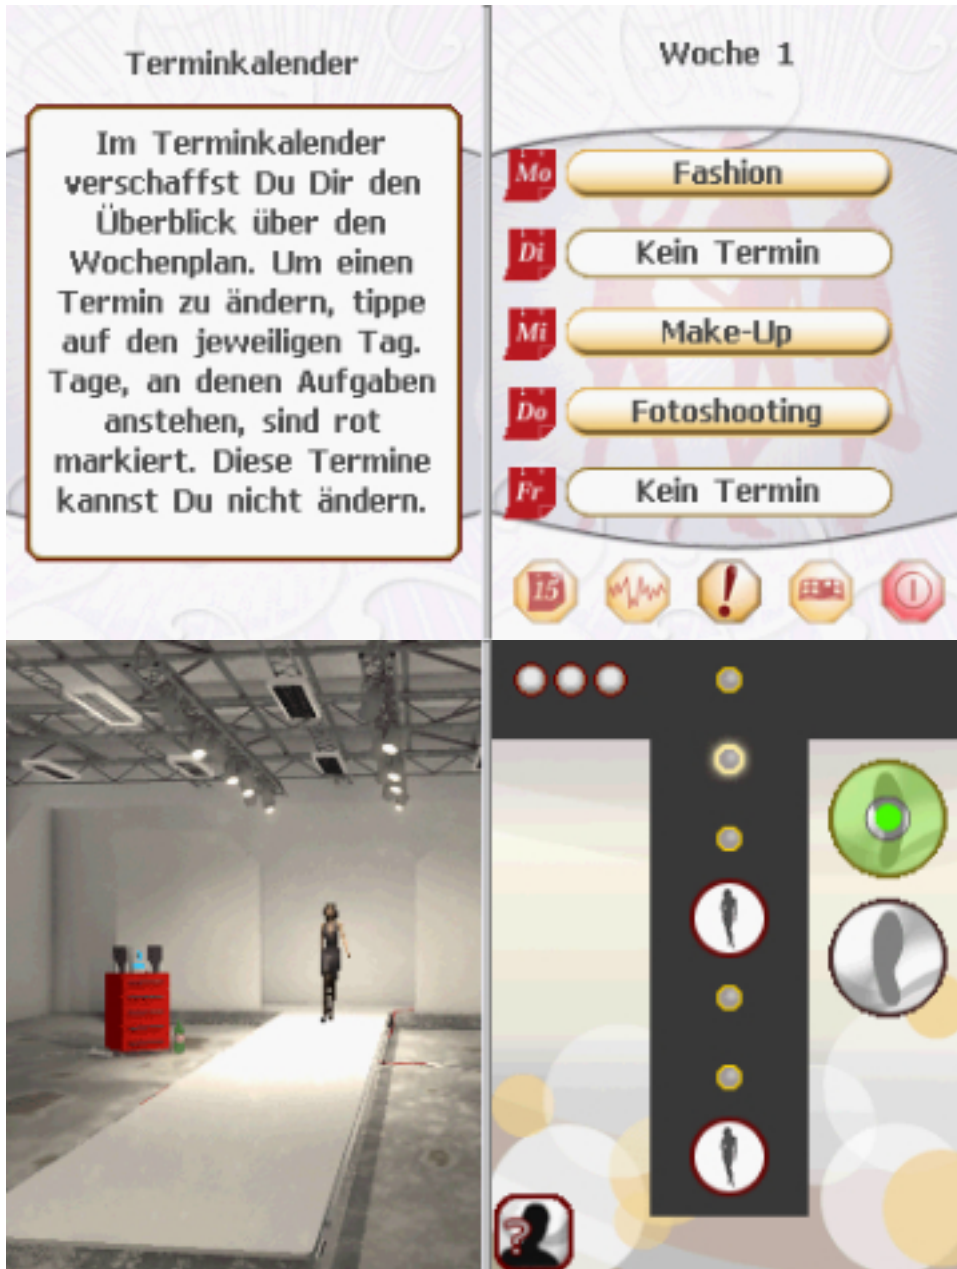 Terminkalender
Im Terminkalender
verschaffst Du Dir den
Überblick über den
Wochenplan. Um einen
Termin zu ändern, tippe
auf den jeweiligen Tag.
Tage, an denen Aufgaben
anstehen, sind rot
markiert. Diese Termine
kannst Du nicht ändern.
Woche 1
Mo Fashion
Di Kein Termin
Mi Make-Up
Do Fotoshooting
Fr Kein Termin
15 !
?